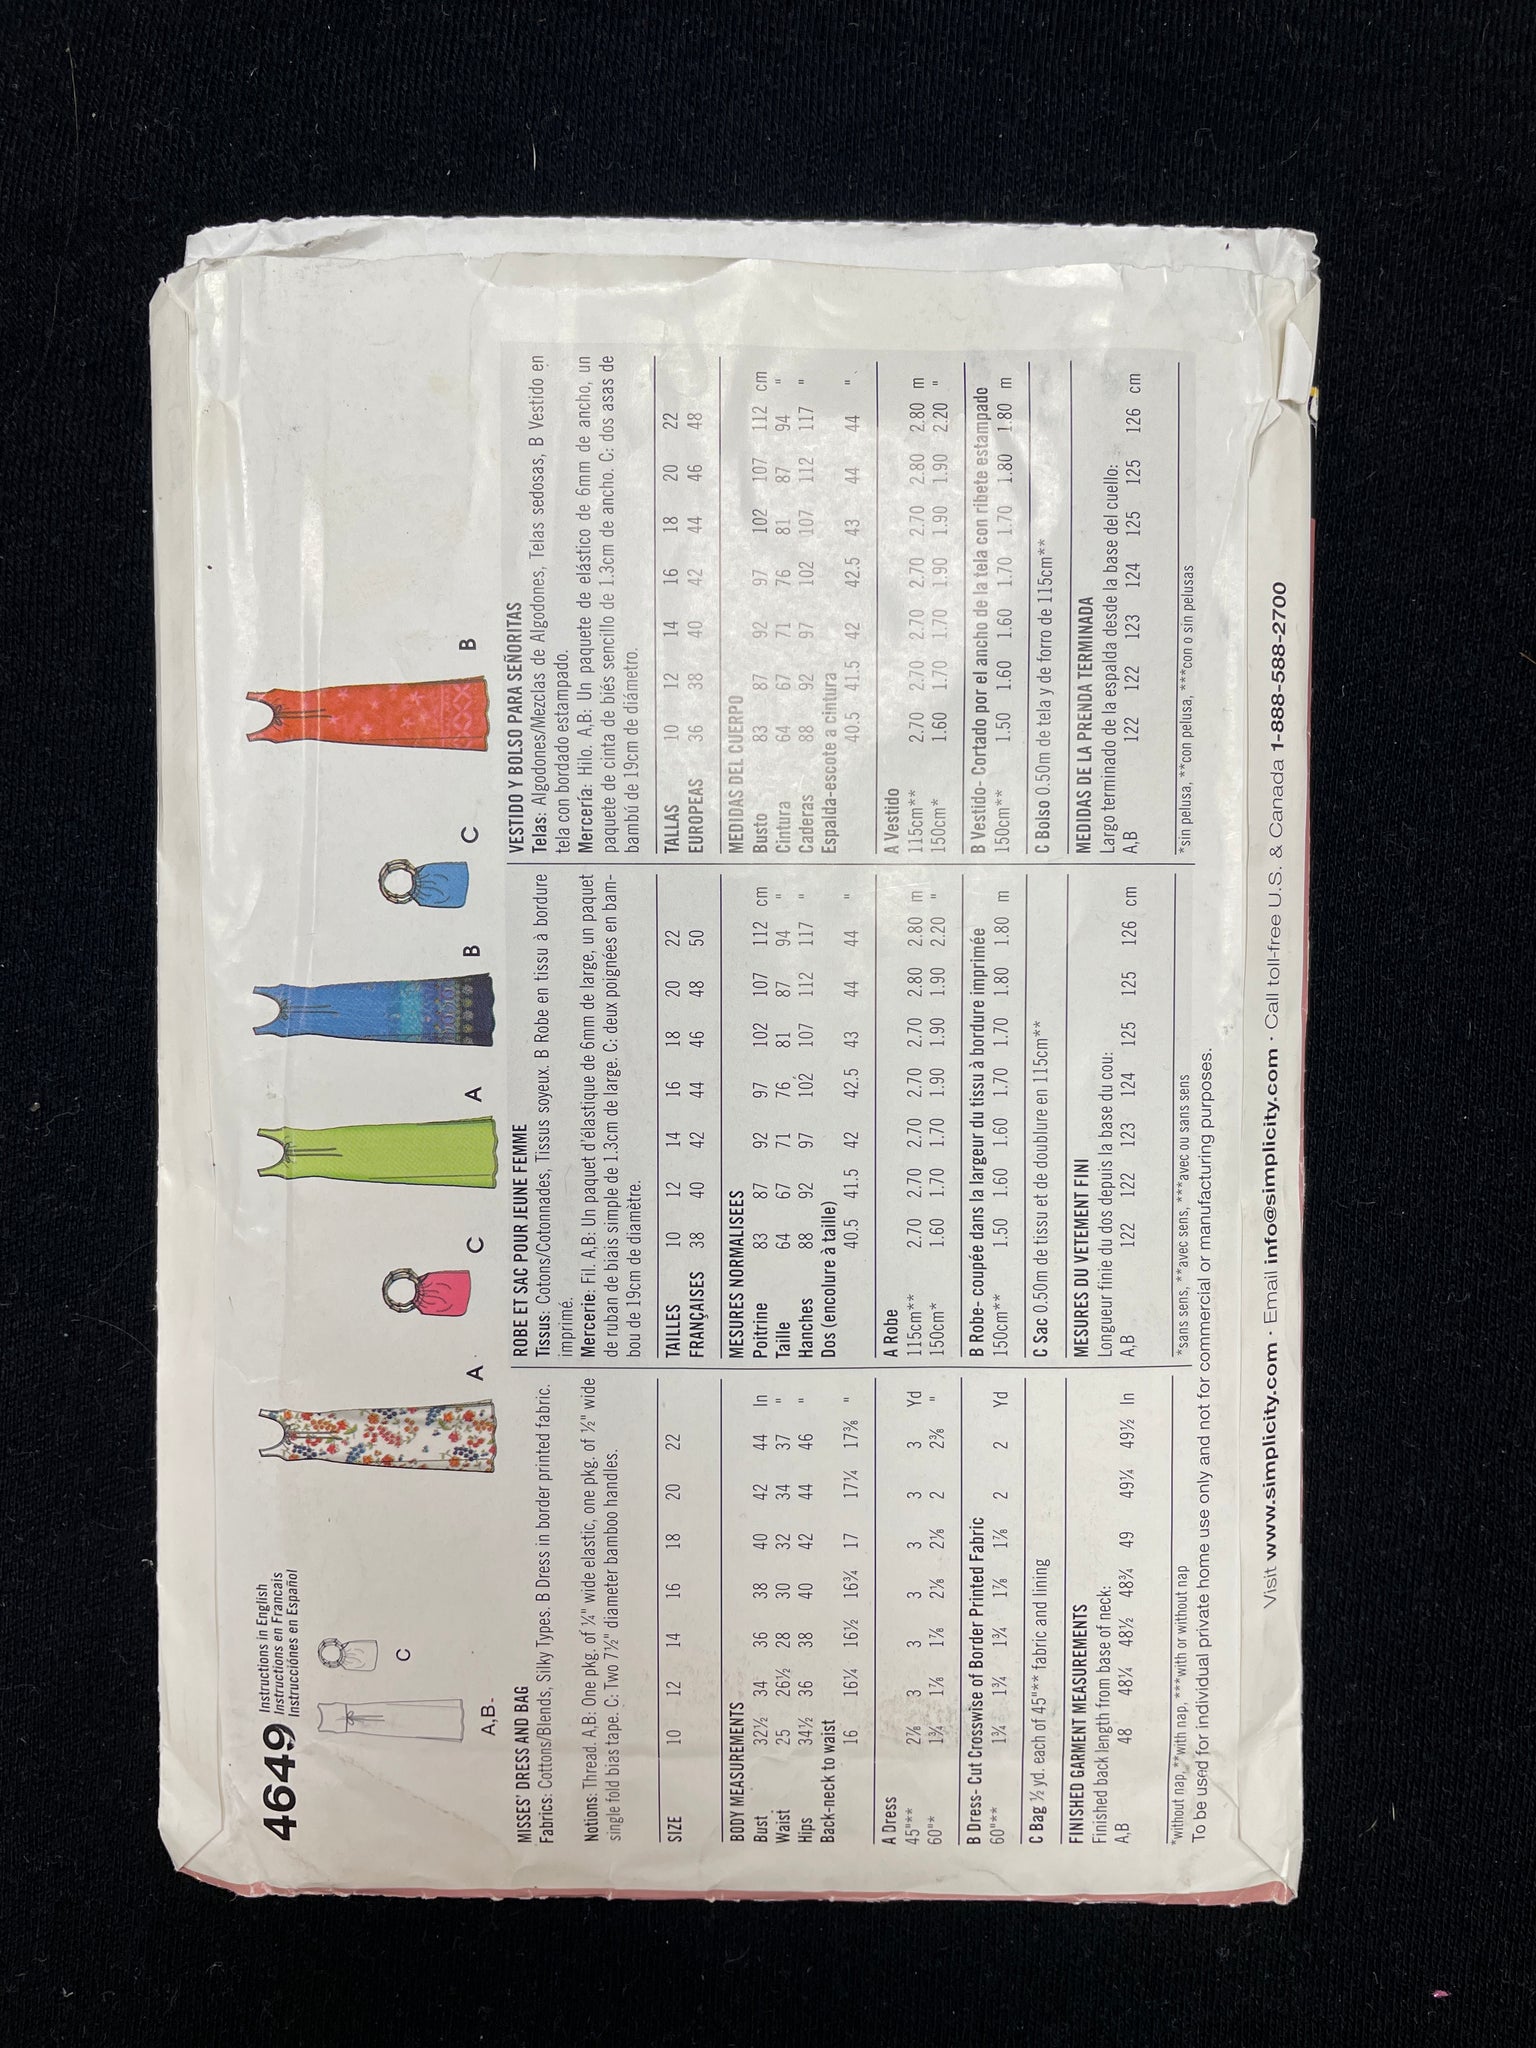 4649
Instructions in English
Instructions en Francais
Instrucciónes en Español
A,B-
C
A
C
A
B
C
B
MISSES' DRESS AND BAG
Fabrics: Cottons/Blends, Silky Types. B Dress in border printed fabric.
Notions: Thread. A,B: One pkg. of ¼" wide elastic, one pkg. of ½" wide
single fold bias tape. C: Two 7½" diameter bamboo handles.
SIZE 10 12 14 16 18 20 22
BODY MEASUREMENTS
Bust 32½ 34 36 38 40 42 44 In
Waist 25 26½ 28 30 32 34 37 "
Hips 34½ 36 38 40 42 44 46 "
Back-neck to waist
16 16¼ 16½ 16¾ 17 17¼ 17⅜ "
A Dress
45"** 2⅞ 3 3 3 3 3 3 Yd
60"* 1¾ 1⅞ 1⅞ 2⅛ 2⅛ 2 2⅜ "
B Dress- Cut Crosswise of Border Printed Fabric
60"** 1¾ 1¾ 1¾ 1⅞ 1⅞ 2 2 Yd
C Bag ½ yd. each of 45"** fabric and lining
FINISHED GARMENT MEASUREMENTS
Finished back length from base of neck:
A,B 48 48¼ 48½ 48¾ 49 49¼ 49½ In
*without nap, **with nap, ***with or without nap
To be used for individual private home use only and not for commercial or manufacturing purposes.
ROBE ET SAC POUR JEUNE FEMME
Tissus: Cotons/Cotonnades, Tissus soyeux. B Robe en tissu à bordure
imprimé.
Mercerie: Fil. A,B: Un paquet d'élastique de 6mm de large, un paquet
de ruban de biais simple de 1.3cm de large. C: deux poignées en bam-
bou de 19cm de diamètre.
TAILLES 10 12 14 16 18 20 22
FRANÇAISES 38 40 42 44 46 48 50
MESURES NORMALISEES
Poitrine 83 87 92 97 102 107 112 cm
Taille 64 67 71 76 81 87 94 "
Hanches 88 92 97 102 107 112 117 "
Dos (encolure à taille)
40.5 41.5 42 42.5 43 44 44 "
A Robe
115cm** 2.70 2.70 2.70 2.70 2.70 2.80 2.80 m
150cm* 1.60 1.70 1.70 1.90 1.90 1.90 2.20 "
B Robe- coupée dans la largeur du tissu à bordure imprimée
150cm** 1.50 1.60 1.60 1.70 1.70 1.80 1.80 m
C Sac 0.50m de tissu et de doublure en 115cm**
MESURES DU VETEMENT FINI
Longueur finie du dos depuis la base du cou:
A,B 122 122 123 124 125 125 126 cm
*sans sens, **avec sens, ***avec ou sans sens
VESTIDO Y BOLSO PARA SEÑORITAS
Telas: Algodones/Mezclas de Algodones, Telas sedosas, B Vestido en
tela con bordado estampado.
Mercería: Hilo. A,B: Un paquete de elástico de 6mm de ancho, un
paquete de cinta de biés sencillo de 1.3cm de ancho. C: dos asas de
bambú de 19cm de diámetro.
TALLAS 10 12 14 16 18 20 22
EUROPEAS 36 38 40 42 44 46 48
MEDIDAS DEL CUERPO
Busto 83 87 92 97 102 107 112 cm
Cintura 64 67 71 76 81 87 94 "
Caderas 88 92 97 102 107 112 117 "
Espalda-escote a cintura
40.5 41.5 42 42.5 43 44 44 "
A Vestido
115cm** 2.70 2.70 2.70 2.70 2.70 2.80 2.80 m
150cm* 1.60 1.70 1.70 1.90 1.90 1.90 2.20 "
B Vestido- Cortado por el ancho de la tela con ribete estampado
150cm** 1.50 1.60 1.60 1.70 1.70 1.80 1.80 m
C Bolso 0.50m de tela y de forro de 115cm**
MEDIDAS DE LA PRENDA TERMINADA
Largo terminado de la espalda desde la base del cuello:
A,B 122 122 123 124 125 125 126 cm
*sin pelusa, **con pelusa, ***con o sin pelusas
Visit www.simplicity.com · Email info@simplicity.com · Call toll-free U.S. & Canada 1-888-588-2700